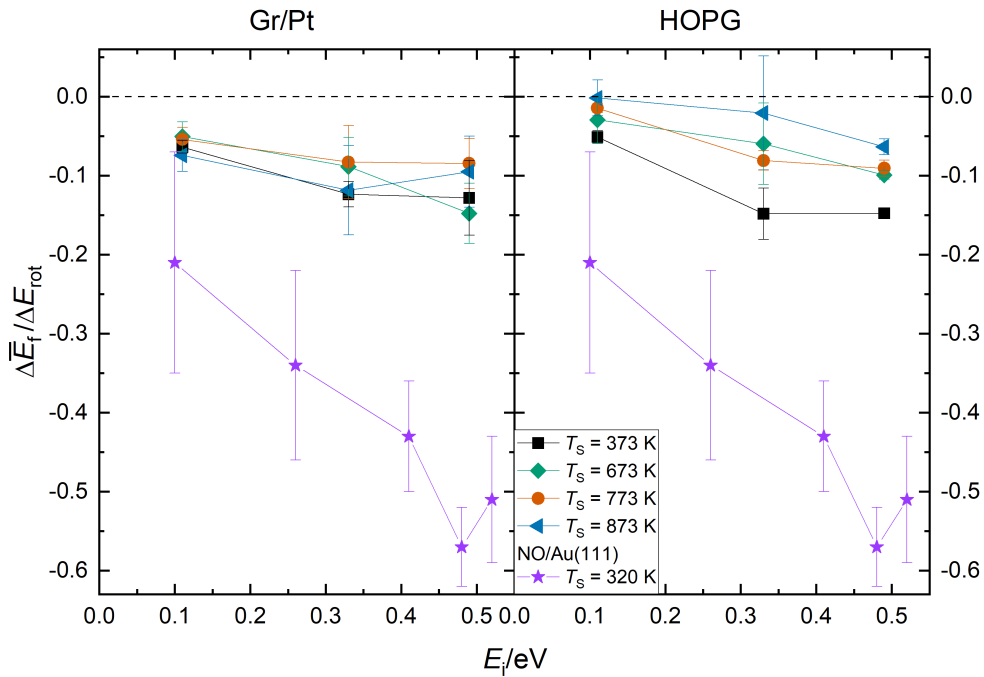 Gr/Pt
HOPG
ΔE̅f/ΔErot
0.0
-0.1
-0.2
-0.3
-0.4
-0.5
-0.6
0.0
-0.1
-0.2
-0.3
-0.4
-0.5
-0.6
TS = 373 K
TS = 673 K
TS = 773 K
TS = 873 K
NO/Au(111)
TS = 320 K
0.0 0.1 0.2 0.3 0.4 0.5
0.0 0.1 0.2 0.3 0.4 0.5
Ei/eV